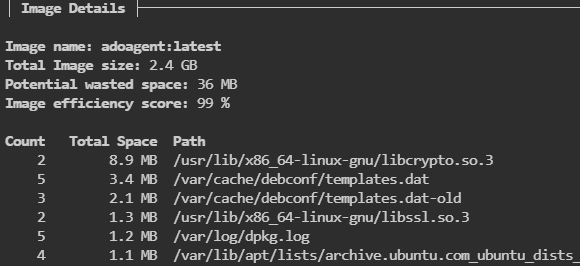 Image Details
Image name: adoagent:latest
Total Image size: 2.4 GB
Potential wasted space: 36 MB
Image efficiency score: 99 %
Count Total Space Path
2 8.9 MB /usr/lib/x86_64-linux-gnu/libcrypto.so.3
5 3.4 MB /var/cache/debconf/templates.dat
3 2.1 MB /var/cache/debconf/templates.dat-old
2 1.3 MB /usr/lib/x86_64-linux-gnu/libssl.so.3
5 1.2 MB /var/log/dpkg.log
4 1.1 MB /var/lib/apt/lists/archive.ubuntu.com_ubuntu_dists_